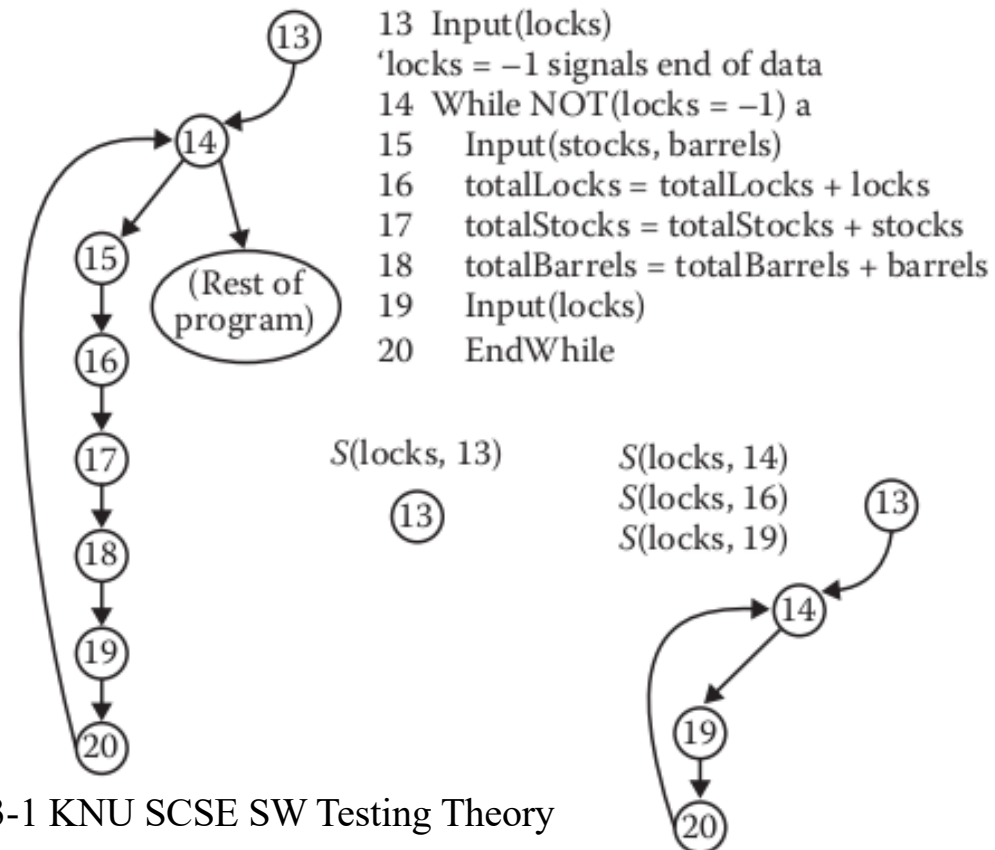 13
14
15
(Rest of
program)
16
17
18
19
20
13 Input(locks)
‘locks = −1 signals end of data
14 While NOT(locks = −1) a
15 Input(stocks, barrels)
16 totalLocks = totalLocks + locks
17 totalStocks = totalStocks + stocks
18 totalBarrels = totalBarrels + barrels
19 Input(locks)
20 EndWhile
S(locks, 13)
13
S(locks, 14)
S(locks, 16)
S(locks, 19)
13
14
19
20
3-1 KNU SCSE SW Testing Theory